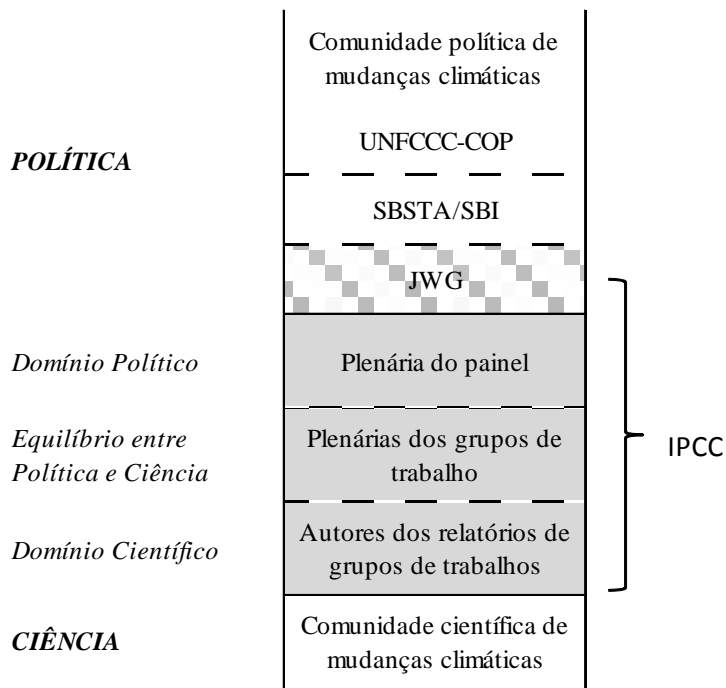 Comunidade política de
mudanças climáticas
UNFCCC-COP
POLÍTICA
SBSTA/SBI
JWG
Domínio Político
Plenária do painel
Equilíbrio entre
Política e Ciência
Plenárias dos grupos de
trabalho
IPCC
Domínio Científico
Autores dos relatórios de
grupos de trabalhos
CIÊNCIA
Comunidade científica de
mudanças climáticas